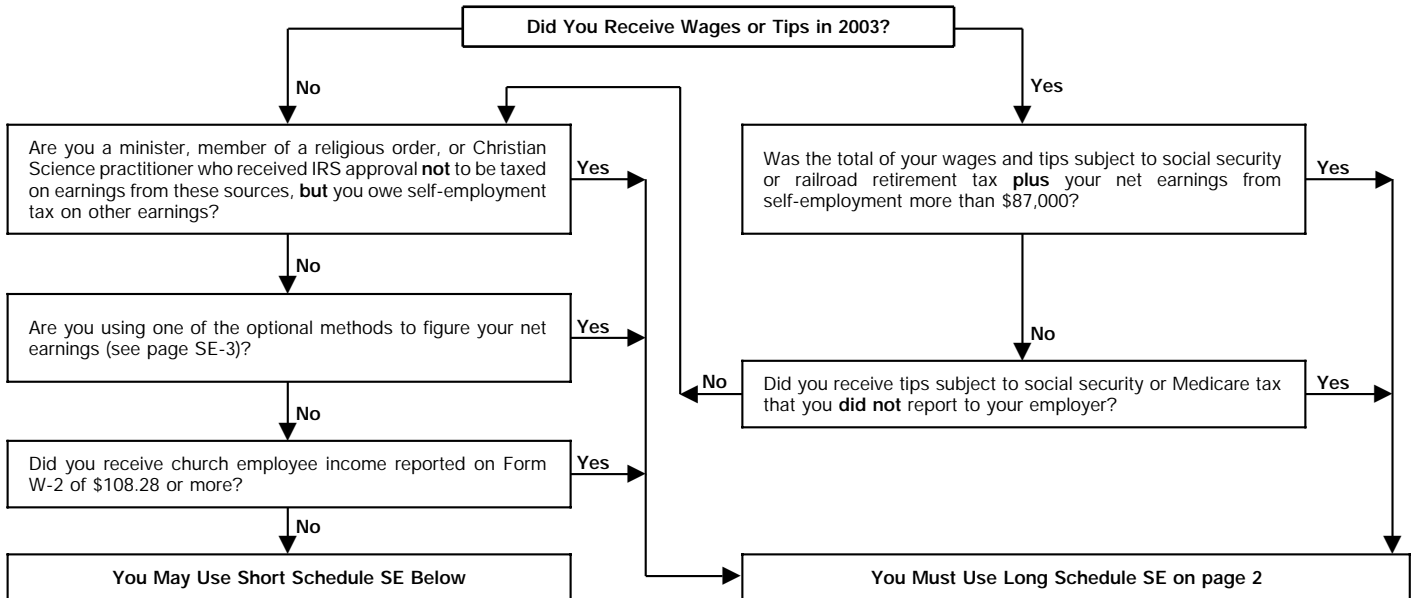 Did You Receive Wages or Tips in 2003?
No
Yes
Are you a minister, member of a religious order, or Christian
Science practitioner who received IRS approval not to be taxed
on earnings from these sources, but you owe self-employment
tax on other earnings?
Yes
Was the total of your wages and tips subject to social security
or railroad retirement tax plus your net earnings from
self-employment more than $87,000?
Yes
No
No
Are you using one of the optional methods to figure your net
earnings (see page SE-3)?
Yes
No
Did you receive tips subject to social security or Medicare tax
that you did not report to your employer?
Yes
No
Did you receive church employee income reported on Form
W-2 of $108.28 or more?
Yes
No
You May Use Short Schedule SE Below
You Must Use Long Schedule SE on page 2